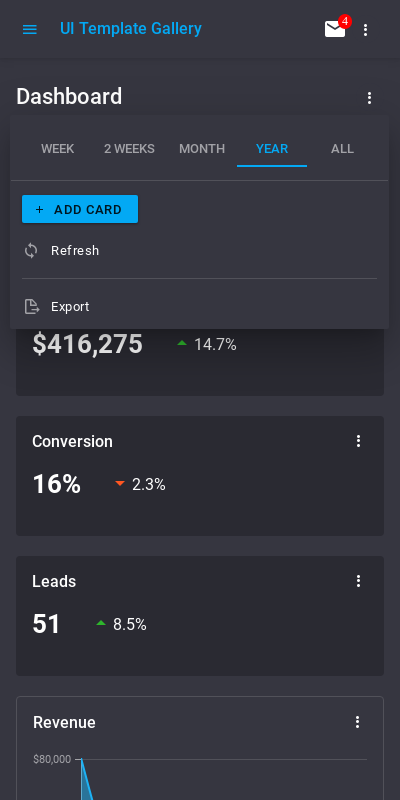 UI Template Gallery
4
Dashboard
WEEK 2 WEEKS MONTH YEAR ALL
+ ADD CARD
Refresh
Export
$416,275 14.7%
Conversion
16% 2.3%
Leads
51 8.5%
Revenue
$80,000